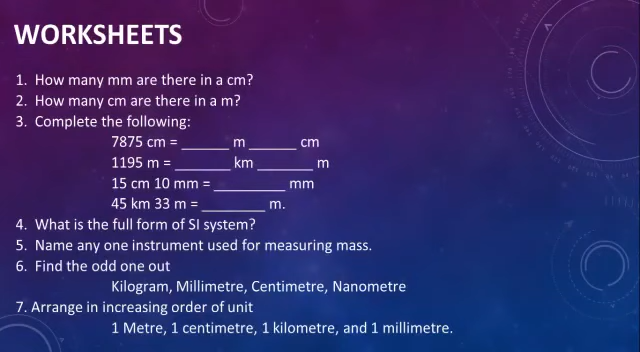 WORKSHEETS
1. How many mm are there in a cm?
2. How many cm are there in a m?
3. Complete the following:
7875 cm = ______ m ______ cm
1195 m = _______ km _______ m
15 cm 10 mm = _________ mm
45 km 33 m = ________ m.
4. What is the full form of SI system?
5. Name any one instrument used for measuring mass.
6. Find the odd one out
Kilogram, Millimetre, Centimetre, Nanometre
7. Arrange in increasing order of unit
1 Metre, 1 centimetre, 1 kilometre, and 1 millimetre.